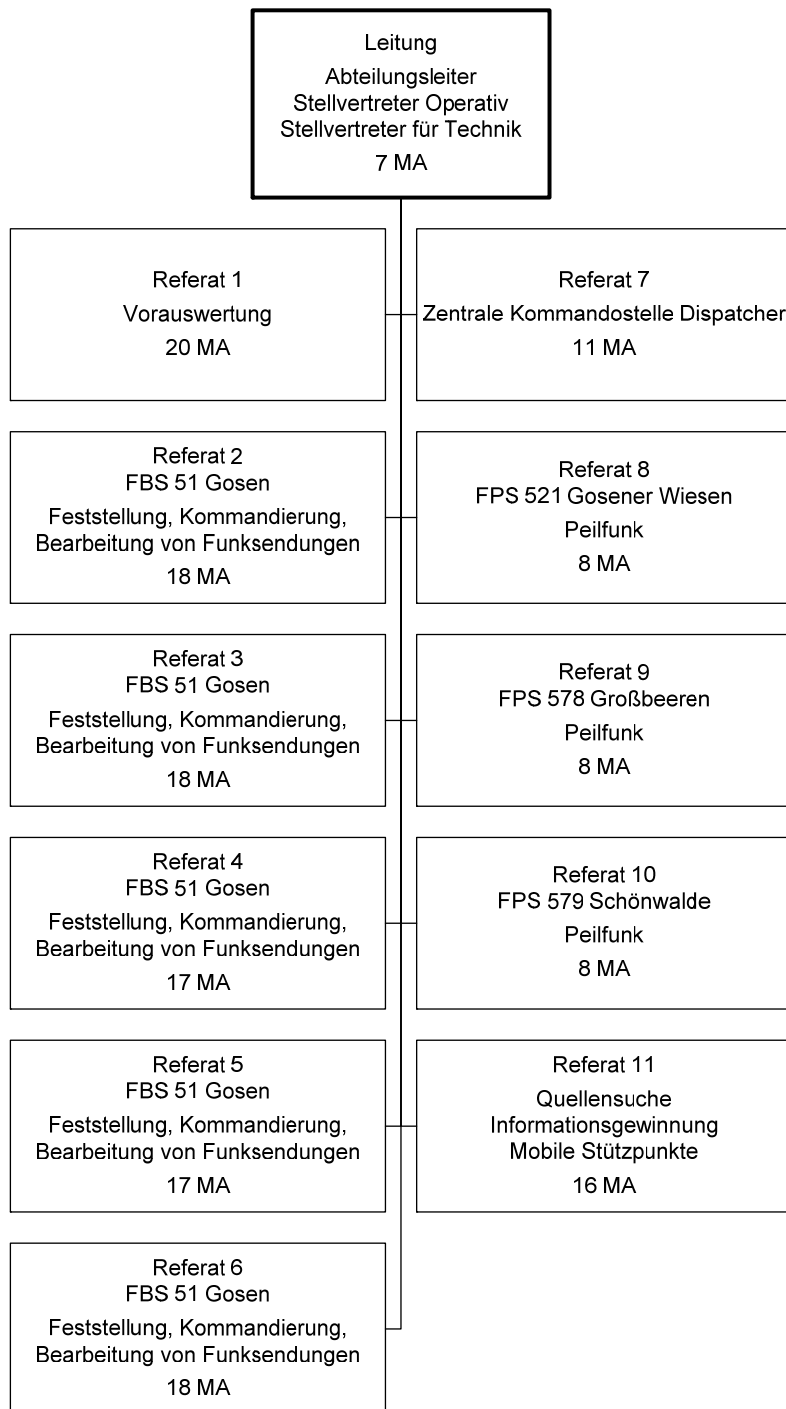 Leitung
Abteilungsleiter
Stellvertreter Operativ
Stellvertreter für Technik
7 MA
Referat 1
Vorauswertung
20 MA
Referat 7
Zentrale Kommandostelle Dispatcher
11 MA
Referat 2
FBS 51 Gosen
Feststellung, Kommandierung,
Bearbeitung von Funksendungen
18 MA
Referat 8
FPS 521 Gosener Wiesen
Peilfunk
8 MA
Referat 3
FBS 51 Gosen
Feststellung, Kommandierung,
Bearbeitung von Funksendungen
18 MA
Referat 9
FPS 578 Großbeeren
Peilfunk
8 MA
Referat 4
FBS 51 Gosen
Feststellung, Kommandierung,
Bearbeitung von Funksendungen
17 MA
Referat 10
FPS 579 Schönwalde
Peilfunk
8 MA
Referat 5
FBS 51 Gosen
Feststellung, Kommandierung,
Bearbeitung von Funksendungen
17 MA
Referat 11
Quellensuche
Informationsgewinnung
Mobile Stützpunkte
16 MA
Referat 6
FBS 51 Gosen
Feststellung, Kommandierung,
Bearbeitung von Funksendungen
18 MA